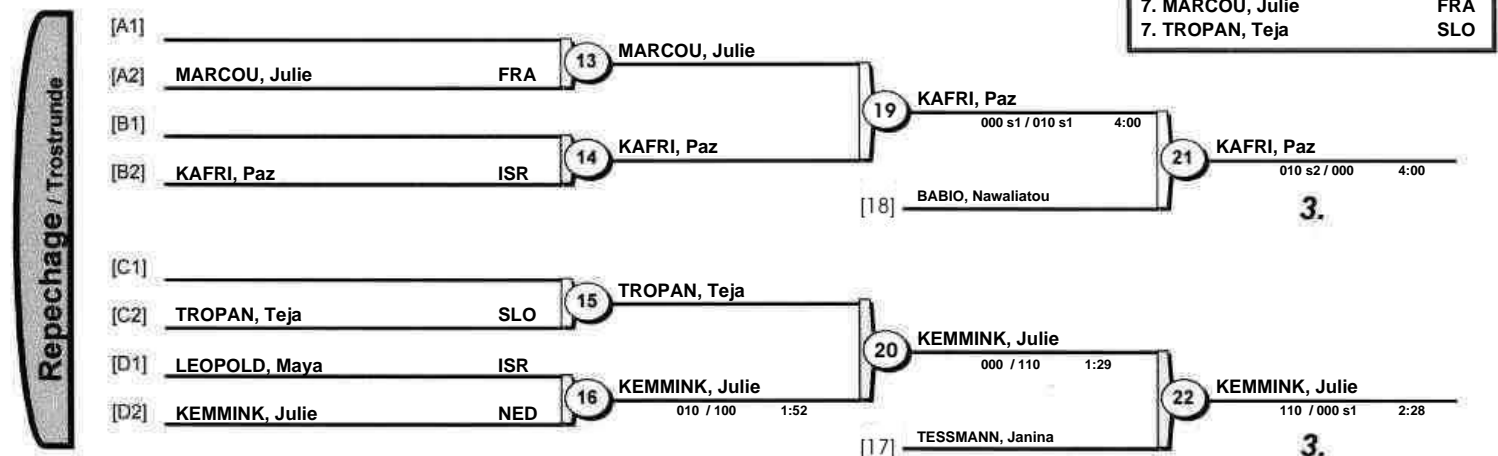 7. MARCOU, Julie FRA
7. TROPAN, Teja SLO
Repechage / Trostrunde
[A1]
13 MARCOU, Julie
[A2] MARCOU, Julie FRA
19 KAFRI, Paz
000 s1 / 010 s1 4:00
[B1]
14 KAFRI, Paz
[B2] KAFRI, Paz ISR
21 KAFRI, Paz
010 s2 / 000 4:00
[18] BABIO, Nawaliatou
3.
[C1]
15 TROPAN, Teja
[C2] TROPAN, Teja SLO
20 KEMMINK, Julie
000 / 110 1:29
[D1] LEOPOLD, Maya ISR
16 KEMMINK, Julie
010 / 100 1:52
[D2] KEMMINK, Julie NED
22 KEMMINK, Julie
110 / 000 s1 2:28
[17] TESSMANN, Janina
3.